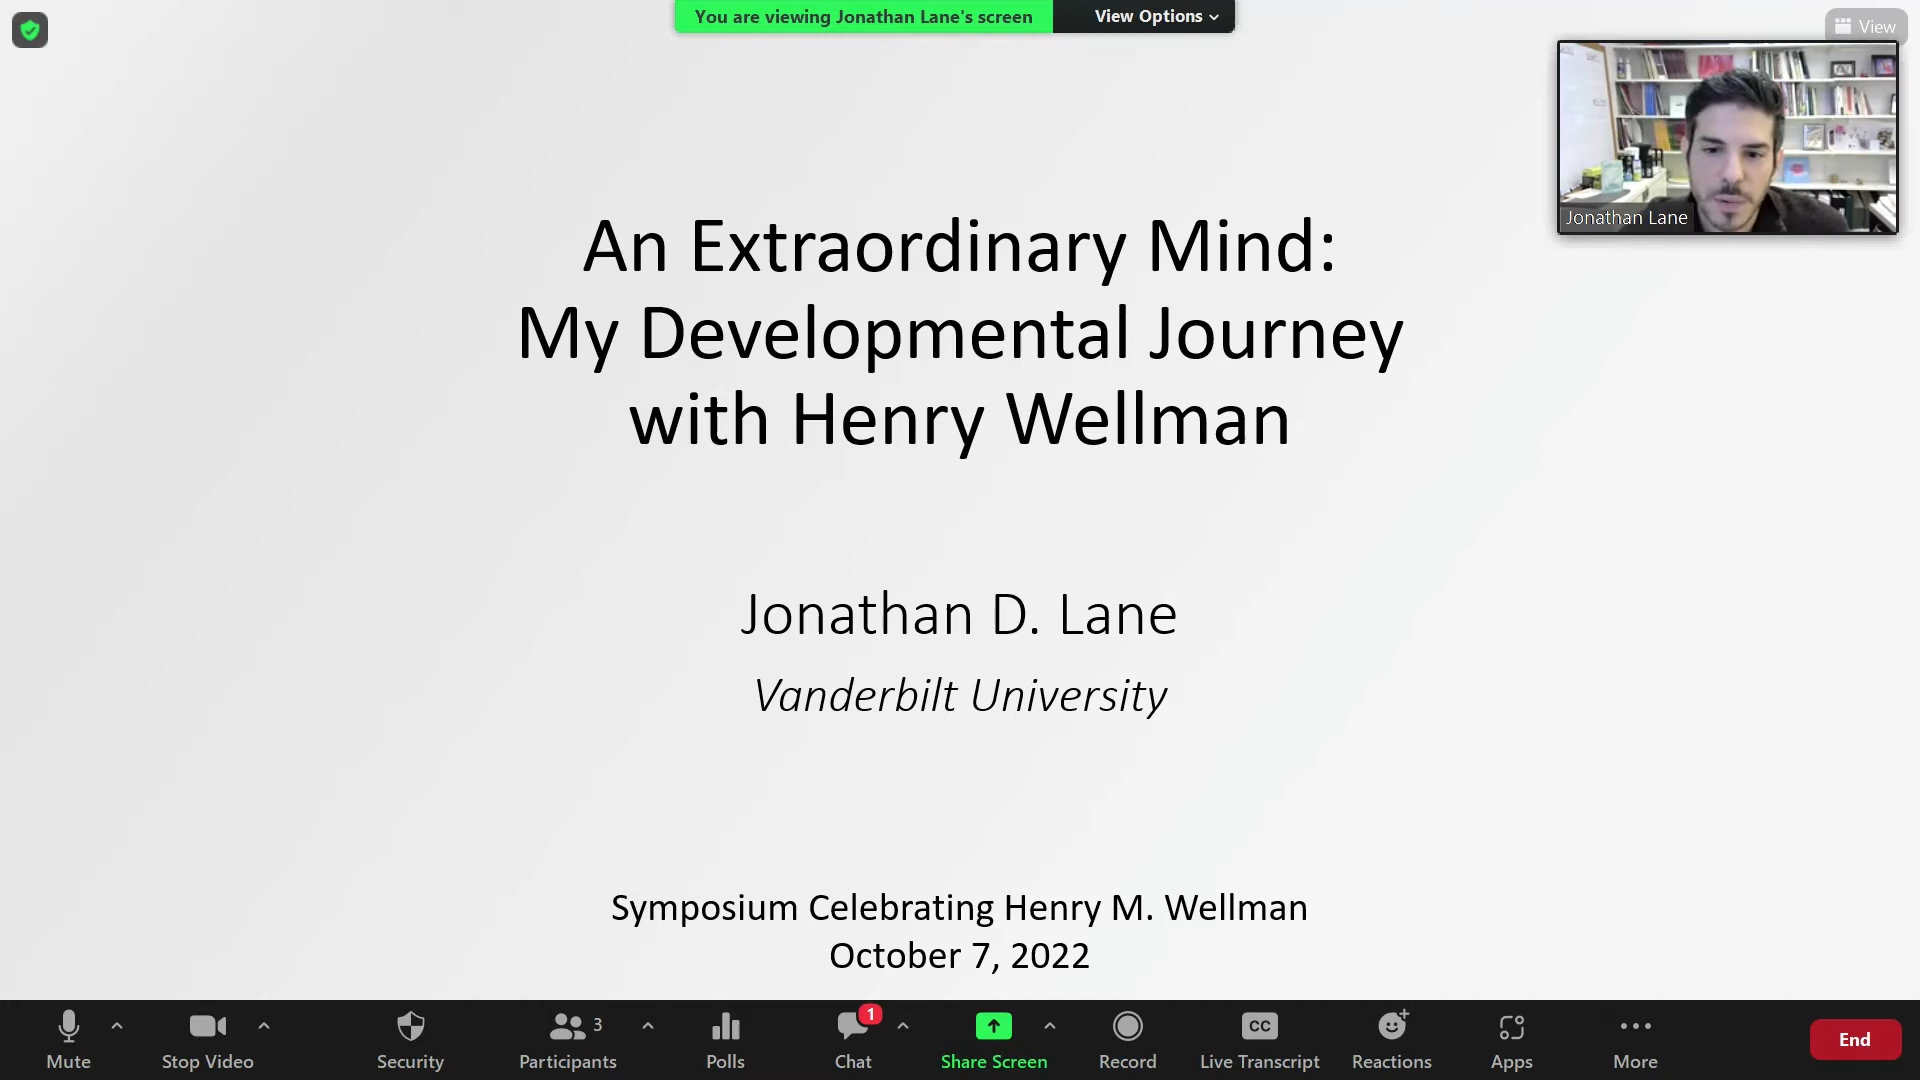 You are viewing Jonathan Lane's screen
View Options
View
Jonathan Lane
An Extraordinary Mind:
My Developmental Journey
with Henry Wellman
Jonathan D. Lane
Vanderbilt University
Symposium Celebrating Henry M. Wellman
October 7, 2022
Mute
Stop Video
Security
3
Participants
Polls
1
Chat
Share Screen
Record
CC
Live Transcript
Reactions
Apps
More
End